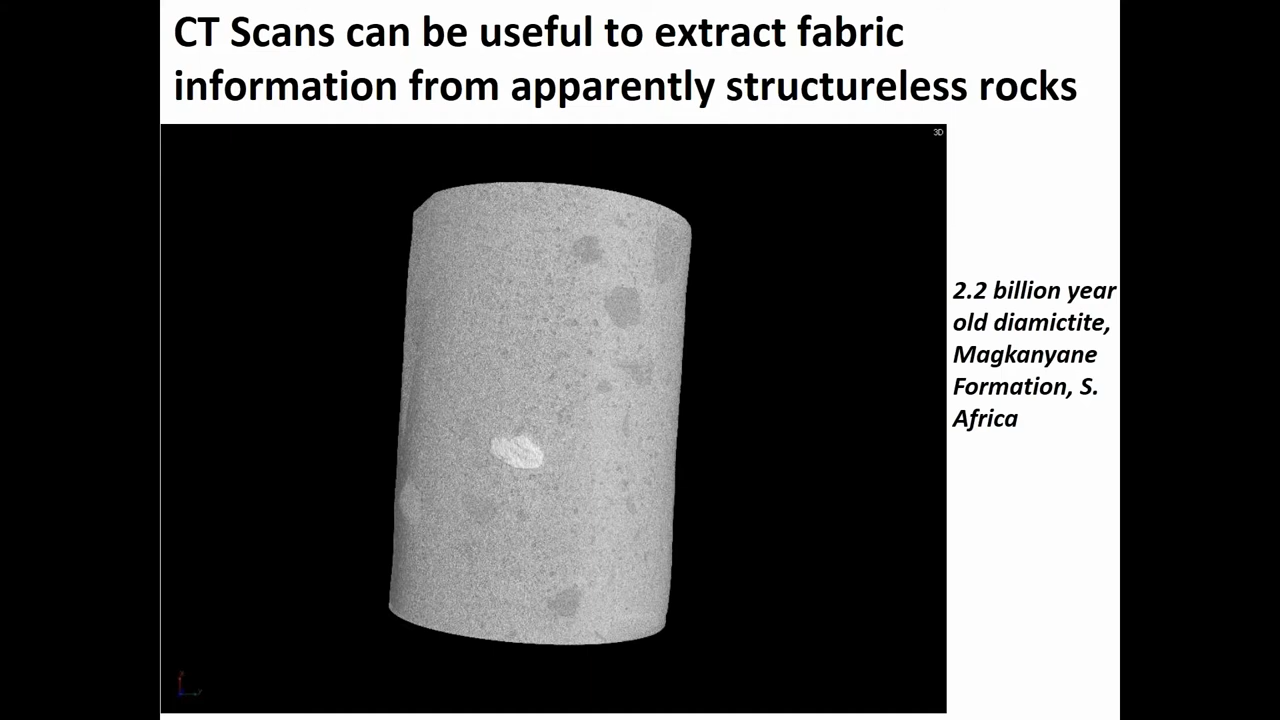 CT Scans can be useful to extract fabric
information from apparently structureless rocks
3D
2.2 billion year
old diamictite,
Magkanyane
Formation, S.
Africa